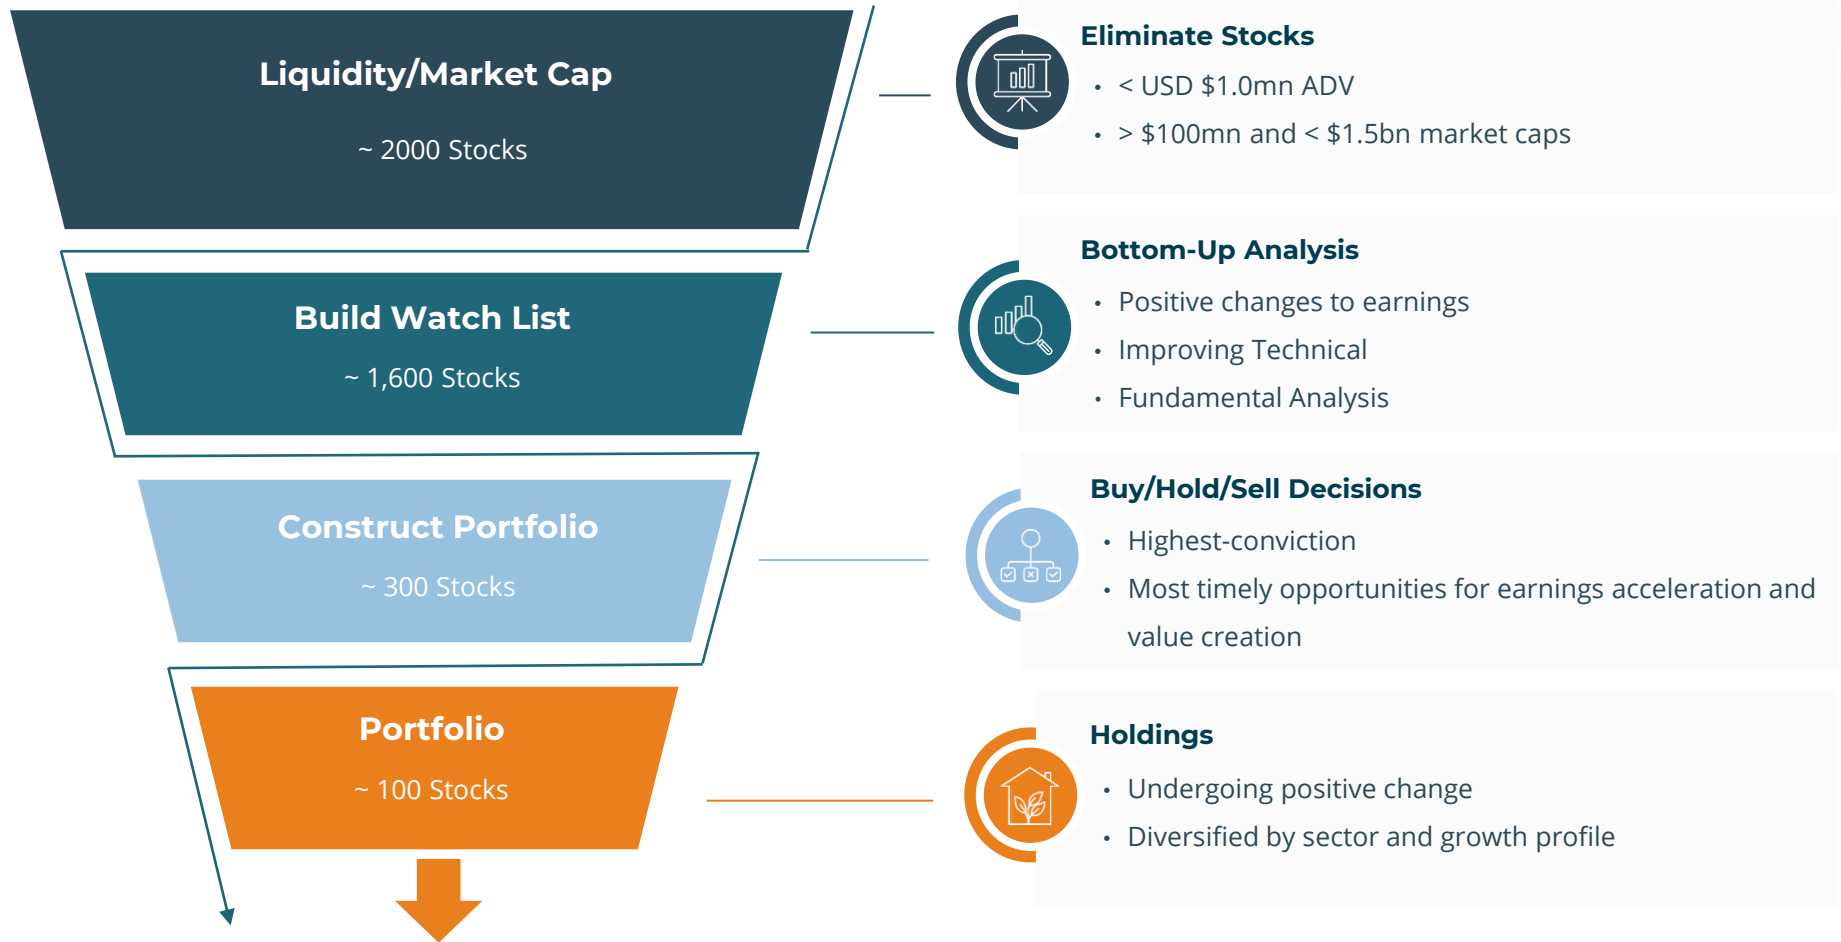 Liquidity/Market Cap
~ 2000 Stocks
Eliminate Stocks
• < USD $1.0mn ADV
• > $100mn and < $1.5bn market caps
Build Watch List
~ 1,600 Stocks
Bottom-Up Analysis
• Positive changes to earnings
• Improving Technical
• Fundamental Analysis
Construct Portfolio
~ 300 Stocks
Buy/Hold/Sell Decisions
• Highest-conviction
• Most timely opportunities for earnings acceleration and
value creation
Portfolio
~ 100 Stocks
Holdings
• Undergoing positive change
• Diversified by sector and growth profile